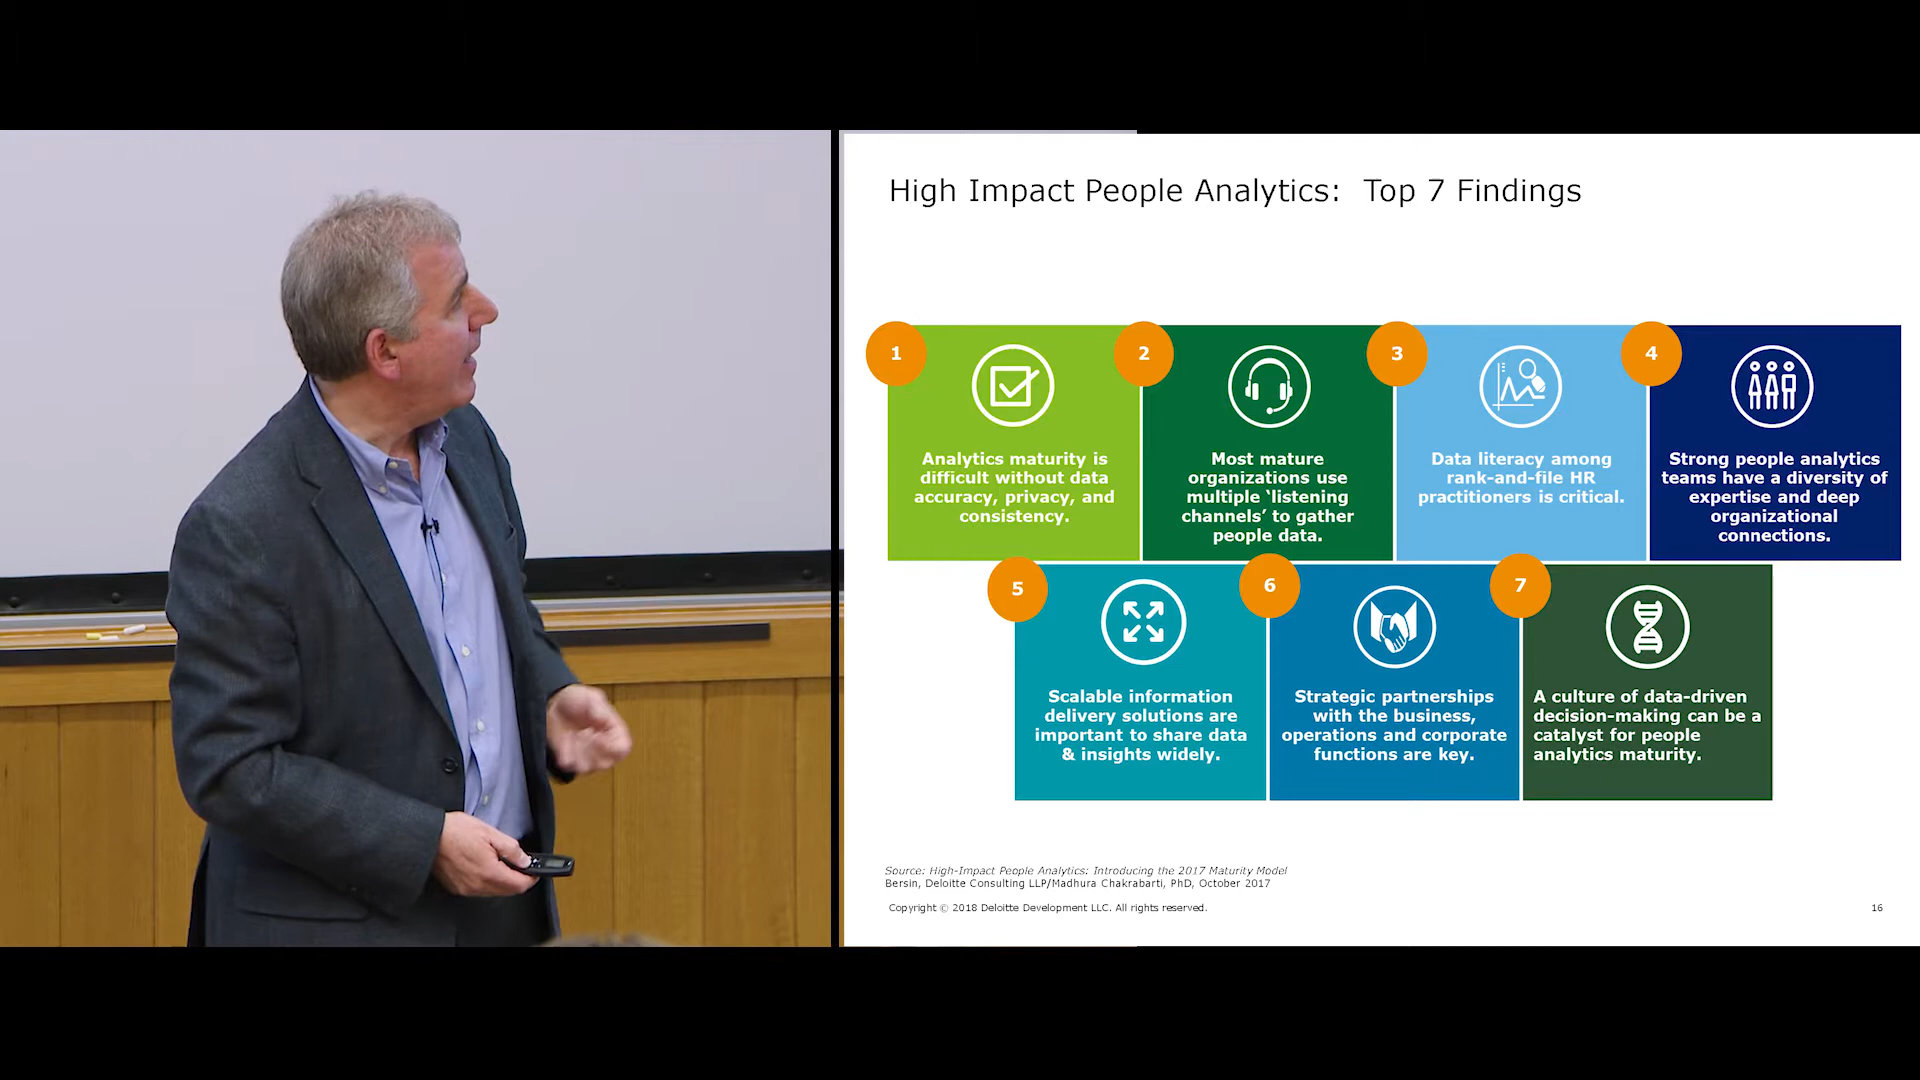 High Impact People Analytics:  Top 7 Findings
1
2
3
4
Analytics maturity is
difficult without data
accuracy, privacy, and
consistency.
Most mature
organizations use
multiple ‘listening
channels’ to gather
people data.
Data literacy among
rank-and-file HR
practitioners is critical.
Strong people analytics
teams have a diversity of
expertise and deep
organizational
connections.
5
6
7
Scalable information
delivery solutions are
important to share data
& insights widely.
Strategic partnerships
with the business,
operations and corporate
functions are key.
A culture of data-driven
decision-making can be a
catalyst for people
analytics maturity.
Source: High-Impact People Analytics: Introducing the 2017 Maturity Model
Bersin, Deloitte Consulting LLP/Madhura Chakrabarti, PhD, October 2017
Copyright © 2018 Deloitte Development LLC. All rights reserved.
16